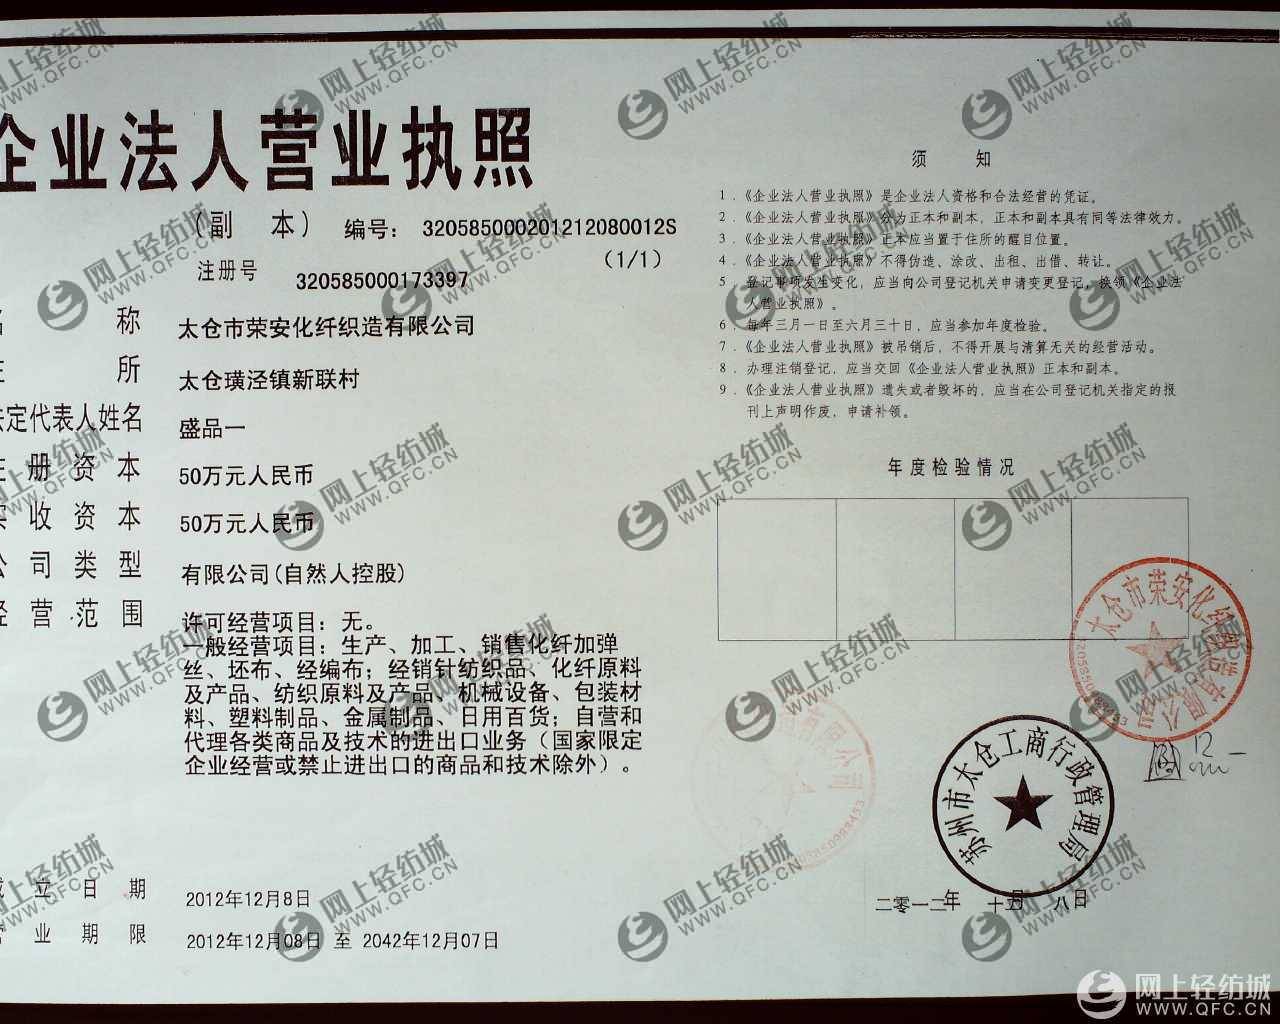 企业法人营业执照
（副 本） 编号： 320585000201212080012S
（1/1）
注册号 320585000173397
名 称 太仓市荣安化纤织造有限公司
住 所 太仓璜泾镇新联村
法定代表人姓名 盛品一
注册资本 50万元人民币
实收资本 50万元人民币
公司类型 有限公司(自然人控股)
经营范围 许可经营项目：无。
一般经营项目：生产、加工、销售化纤加弹
丝、坯布、经编布；经销针纺织品、化纤原料
及产品、纺织原料及产品、机械设备、包装材
料、塑料制品、金属制品、日用百货；自营和
代理各类商品及技术的进出口业务（国家限定
企业经营或禁止进出口的商品和技术除外）。
成立日期 2012年12月8日
营业期限 2012年12月08日 至 2042年12月07日
须 知
1．《企业法人营业执照》是企业法人资格和合法经营的凭证。
2．《企业法人营业执照》分为正本和副本，正本和副本具有同等法律效力。
3．《企业法人营业执照》正本应当置于住所的醒目位置。
4．《企业法人营业执照》不得伪造、涂改、出租、出借、转让。
5．登记事项发生变化，应当向公司登记机关申请变更登记，换领《企业法
人营业执照》。
6．每年三月一日至六月三十日，应当参加年度检验。
7．《企业法人营业执照》被吊销后，不得开展与清算无关的经营活动。
8．办理注销登记，应当交回《企业法人营业执照》正本和副本。
9．《企业法人营业执照》遗失或者毁坏的，应当在公司登记机关指定的报
刊上声明作废，申请补领。
年度检验情况
太仓市荣安化纤织造有限公司
苏州市太仓工商行政管理局
二零一二年 十二月 八日
网上轻纺城
WWW.QFC.CN